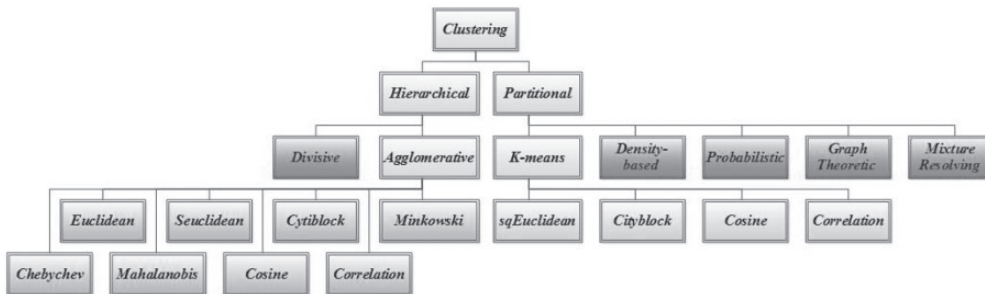 Clustering
Hierarchical
Partitional
Divisive
Agglomerative
K-means
Density-
based
Probabilistic
Graph
Theoretic
Mixture
Resolving
Euclidean
Seuclidean
Cytiblock
Minkowski
sqEuclidean
Cityblock
Cosine
Correlation
Chebychev
Mahalanobis
Cosine
Correlation